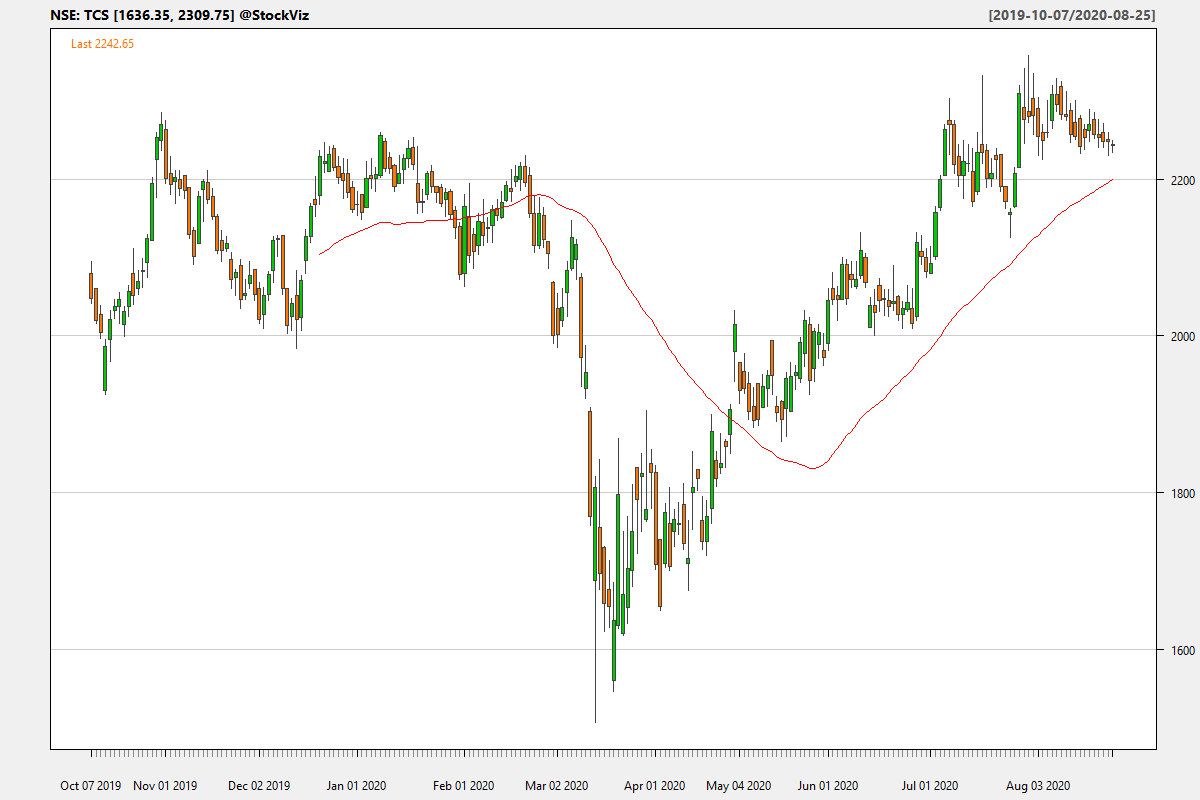 NSE: TCS [1636.35, 2309.75] @StockViz [2019-10-07/2020-08-25]
Last 2242.65
2200
2000
1800
1600
Oct 07 2019 Nov 01 2019 Dec 02 2019 Jan 01 2020 Feb 01 2020 Mar 02 2020 Apr 01 2020 May 04 2020 Jun 01 2020 Jul 01 2020 Aug 03 2020